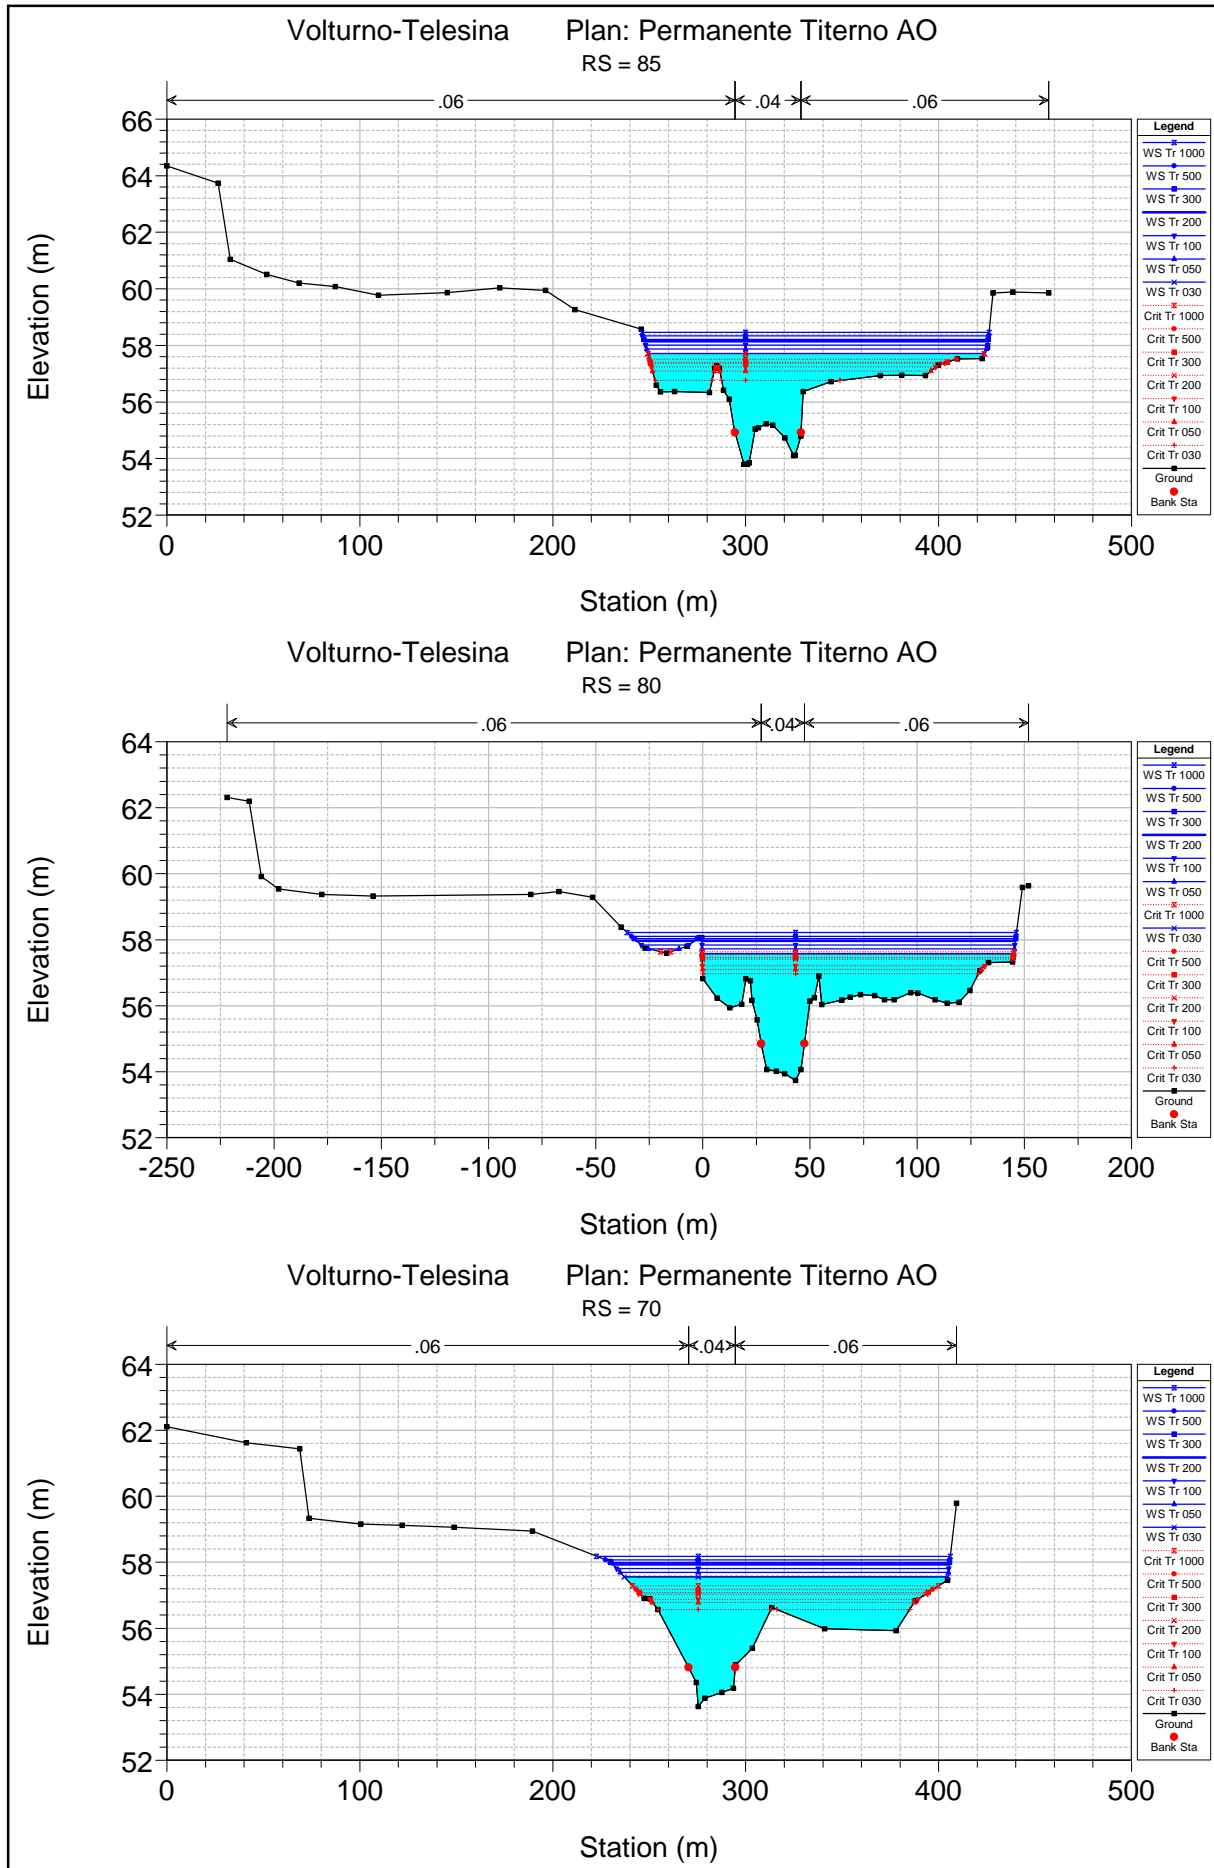 Volturno-Telesina Plan: Permanente Titerno AO
RS = 85
.06 .04 .06
66
64
62
60
58
56
54
52
0 100 200 300 400 500
Elevation (m)
Station (m)
Legend
WS Tr 1000
WS Tr 500
WS Tr 300
WS Tr 200
WS Tr 100
WS Tr 050
WS Tr 030
Crit Tr 1000
Crit Tr 500
Crit Tr 300
Crit Tr 200
Crit Tr 100
Crit Tr 050
Crit Tr 030
Ground
Bank Sta
Volturno-Telesina Plan: Permanente Titerno AO
RS = 80
.06 .04 .06
64
62
60
58
56
54
52
-250 -200 -150 -100 -50 0 50 100 150 200
Elevation (m)
Station (m)
Legend
WS Tr 1000
WS Tr 500
WS Tr 300
WS Tr 200
WS Tr 100
WS Tr 050
Crit Tr 1000
WS Tr 030
Crit Tr 500
Crit Tr 300
Crit Tr 200
Crit Tr 100
Crit Tr 050
Crit Tr 030
Ground
Bank Sta
Volturno-Telesina Plan: Permanente Titerno AO
RS = 70
.06 .04 .06
64
62
60
58
56
54
52
0 100 200 300 400 500
Elevation (m)
Station (m)
Legend
WS Tr 1000
WS Tr 500
WS Tr 300
WS Tr 200
WS Tr 100
WS Tr 050
WS Tr 030
Crit Tr 1000
Crit Tr 500
Crit Tr 300
Crit Tr 200
Crit Tr 100
Crit Tr 050
Crit Tr 030
Ground
Bank Sta